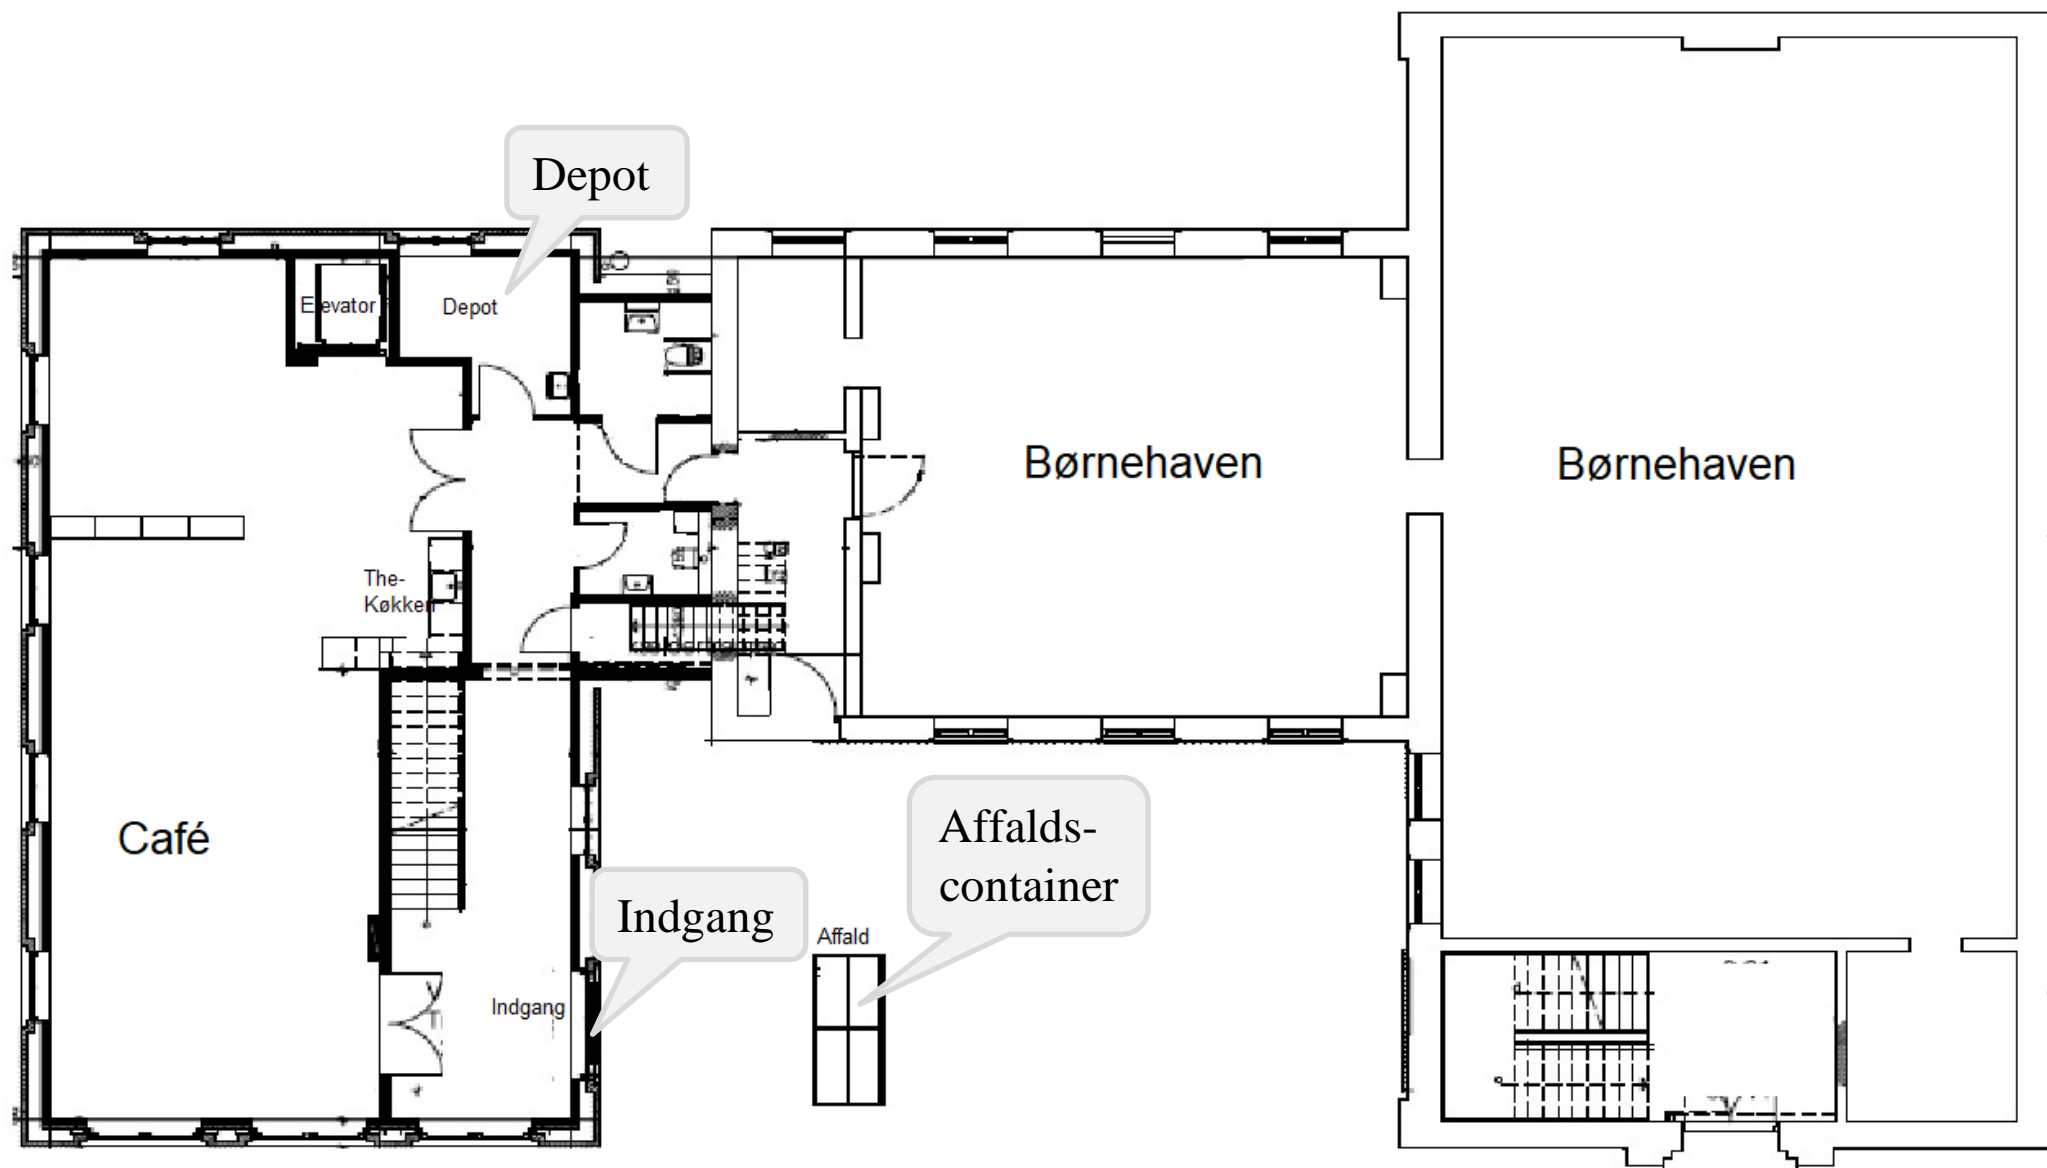 Depot
Elevator
Depot
Børnehaven
Børnehaven
The-
Køkken
Café
Affalds-
container
Indgang
Affald
Indgang